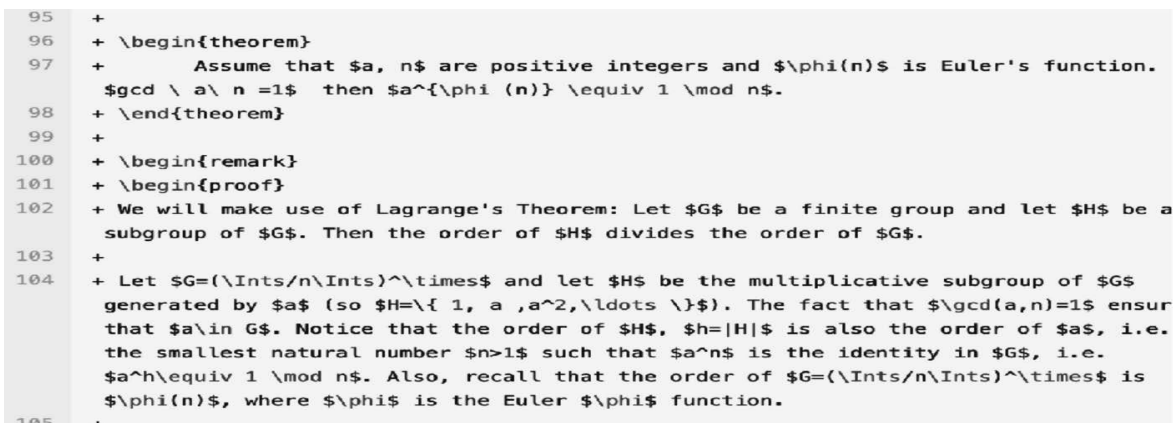 95 +
96 + \begin{theorem}
97 + Assume that $a, n$ are positive integers and $\phi(n)$ is Euler's function.
$gcd \ a\ n =1$ then $a^{\phi (n)} \equiv 1 \mod n$.
98 + \end{theorem}
99 +
100 + \begin{remark}
101 + \begin{proof}
102 + We will make use of Lagrange's Theorem: Let $G$ be a finite group and let $H$ be a
subgroup of $G$. Then the order of $H$ divides the order of $G$.
103 +
104 + Let $G=(\Ints/n\Ints)^\times$ and let $H$ be the multiplicative subgroup of $G$
generated by $a$ (so $H=\{ 1, a ,a^2,\ldots \}$). The fact that $\gcd(a,n)=1$ ensur
that $a\in G$. Notice that the order of $H$, $h=|H|$ is also the order of $a$, i.e.
the smallest natural number $n>1$ such that $a^n$ is the identity in $G$, i.e.
$a^h\equiv 1 \mod n$. Also, recall that the order of $G=(\Ints/n\Ints)^\times$ is
$\phi(n)$, where $\phi$ is the Euler $\phi$ function.
105 +